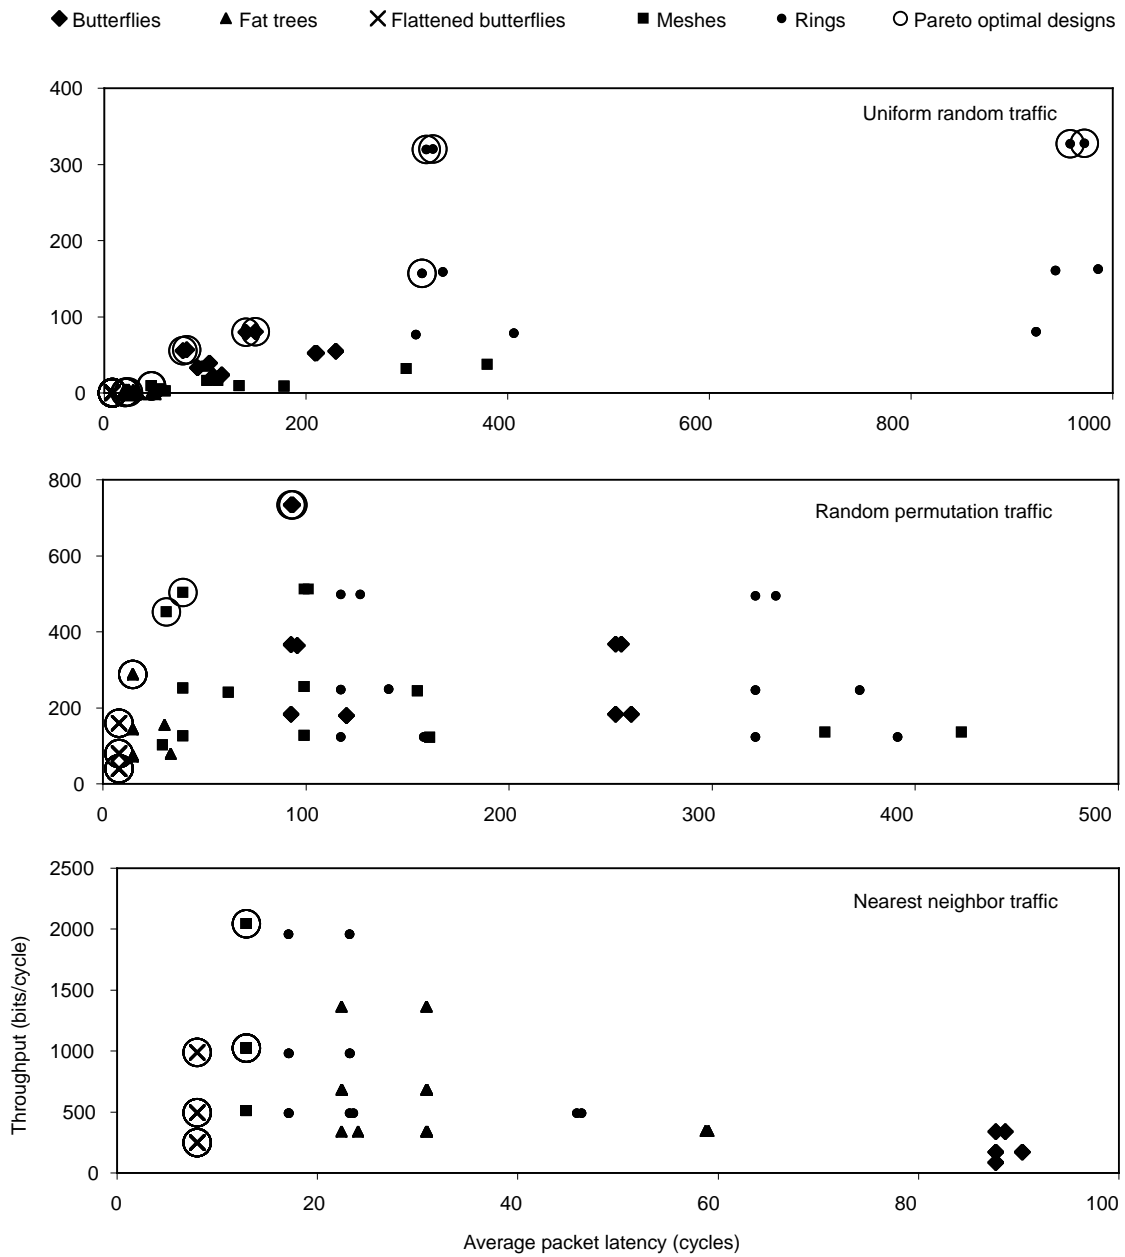 Butterflies Fat trees Flattened butterflies Meshes Rings Pareto optimal designs
400
Uniform random traffic
300
200
100
0
0 200 400 600 800 1000
800
Random permutation traffic
600
400
200
0
0 100 200 300 400 500
2500
Nearest neighbor traffic
2000
1500
1000
500
0
Throughput (bits/cycle)
0 20 40 60 80 100
Average packet latency (cycles)